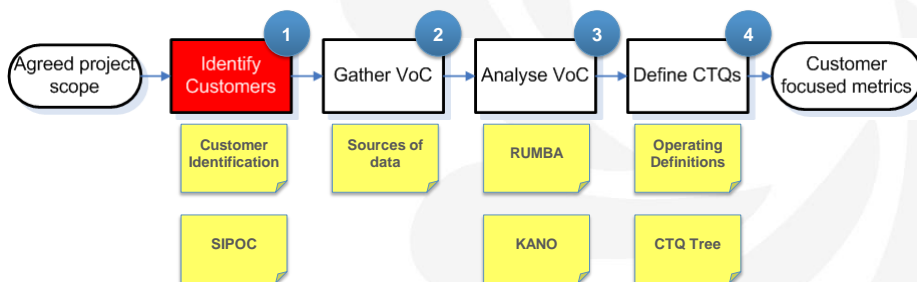 1
2
3
4
Agreed project
scope
Identify
Customers
Gather VoC
Analyse VoC
Define CTQs
Customer
focused metrics
Customer
Identification
Sources of
data
RUMBA
Operating
Definitions
SIPOC
KANO
CTQ Tree